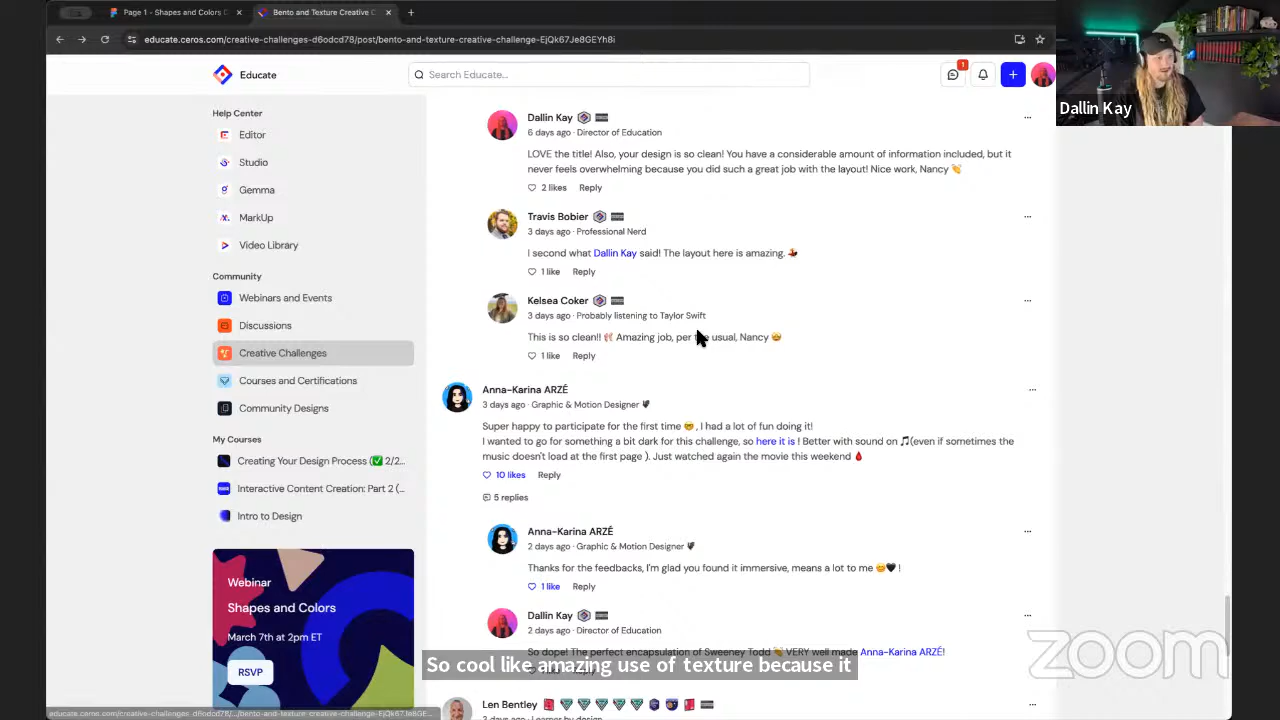 Page 1 - Shapes and Colors C
Bento and Texture Creative
educate.ceros.com/creative-challenges-d6odcd78/post/bento-and-texture-creative-challenge-EjQk67Je8GEYh8i
Educate
Search Educate...
1
Dallin Kay
Help Center
Editor
Studio
Gemma
MarkUp
Video Library
Community
Webinars and Events
Discussions
Creative Challenges
Courses and Certifications
Community Designs
My Courses
Creating Your Design Process (✅ 2/2...
Interactive Content Creation: Part 2 (...
Intro to Design
Webinar
Shapes and Colors
March 7th at 2pm ET
RSVP
Dallin Kay
6 days ago · Director of Education
LOVE the title! Also, your design is so clean! You have a considerable amount of information included, but it
never feels overwhelming because you did such a great job with the layout! Nice work, Nancy 👏
2 likes Reply
Travis Bobier
3 days ago · Professional Nerd
I second what Dallin Kay said! The layout here is amazing.
1 like Reply
Kelsea Coker
3 days ago · Probably listening to Taylor Swift
This is so clean!! Amazing job, per the usual, Nancy 🤩
1 like Reply
Anna-Karina ARZÉ
3 days ago · Graphic & Motion Designer
Super happy to participate for the first time 🤓, I had a lot of fun doing it!
I wanted to go for something a bit dark for this challenge, so here it is ! Better with sound on 🎵(even if sometimes the
music doesn't load at the first page ). Just watched again the movie this weekend 🩸
10 likes Reply
5 replies
Anna-Karina ARZÉ
2 days ago · Graphic & Motion Designer
Thanks for the feedbacks, I'm glad you found it immersive, means a lot to me 😊🖤 !
1 like Reply
Dallin Kay
2 days ago · Director of Education
So dope! The perfect encapsulation of Sweeney Todd 👏 VERY well made Anna-Karina ARZÉ!
So cool like amazing use of texture because it
Len Bentley
3 days ago · Learner by design
zoom